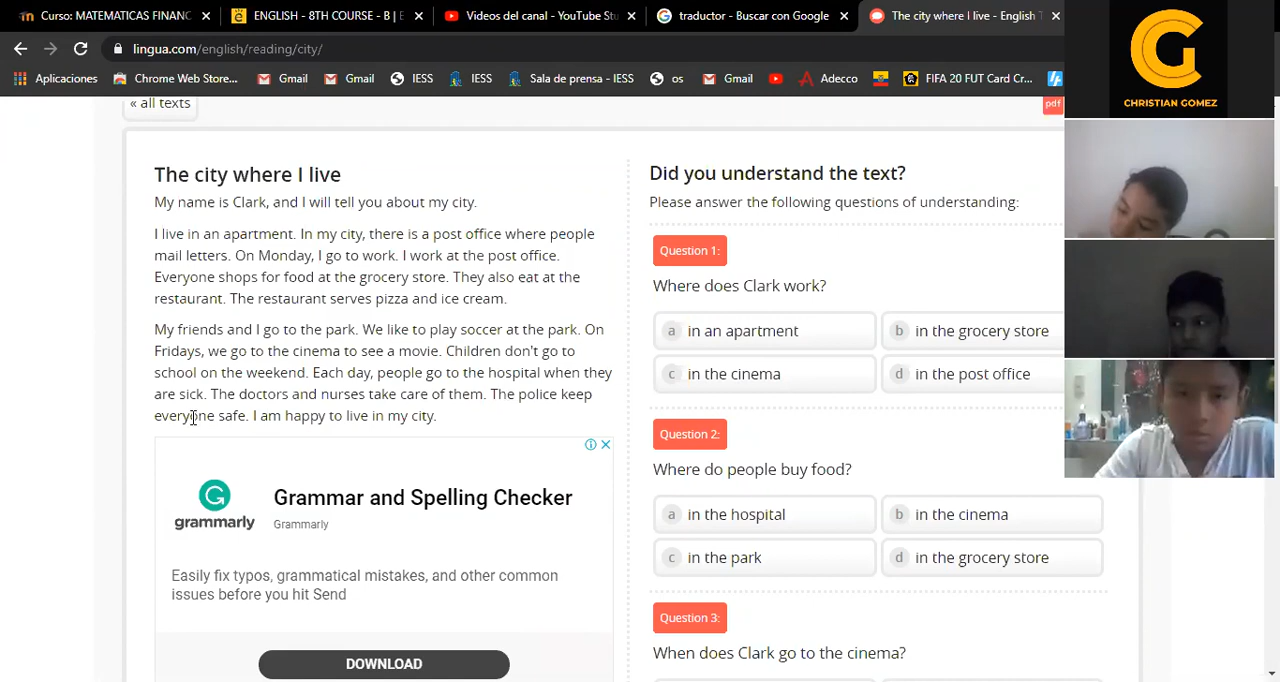 Curso: MATEMATICAS FINANC
ENGLISH - 8TH COURSE - B | E
Videos del canal - YouTube Stu
traductor - Buscar con Google
The city where I live - English T
lingua.com/english/reading/city/
Aplicaciones
Chrome Web Store...
Gmail
Gmail
IESS
IESS
Sala de prensa - IESS
os
Gmail
Adecco
FIFA 20 FUT Card Cr...
CHRISTIAN GOMEZ
« all texts
pdf
The city where I live
My name is Clark, and I will tell you about my city.
I live in an apartment. In my city, there is a post office where people
mail letters. On Monday, I go to work. I work at the post office.
Everyone shops for food at the grocery store. They also eat at the
restaurant. The restaurant serves pizza and ice cream.
My friends and I go to the park. We like to play soccer at the park. On
Fridays, we go to the cinema to see a movie. Children don't go to
school on the weekend. Each day, people go to the hospital when they
are sick. The doctors and nurses take care of them. The police keep
everyone safe. I am happy to live in my city.
grammarly
Grammar and Spelling Checker
Grammarly
Easily fix typos, grammatical mistakes, and other common
issues before you hit Send
DOWNLOAD
Did you understand the text?
Please answer the following questions of understanding:
Question 1:
Where does Clark work?
a in an apartment
b in the grocery store
c in the cinema
d in the post office
Question 2:
Where do people buy food?
a in the hospital
b in the cinema
c in the park
d in the grocery store
Question 3:
When does Clark go to the cinema?